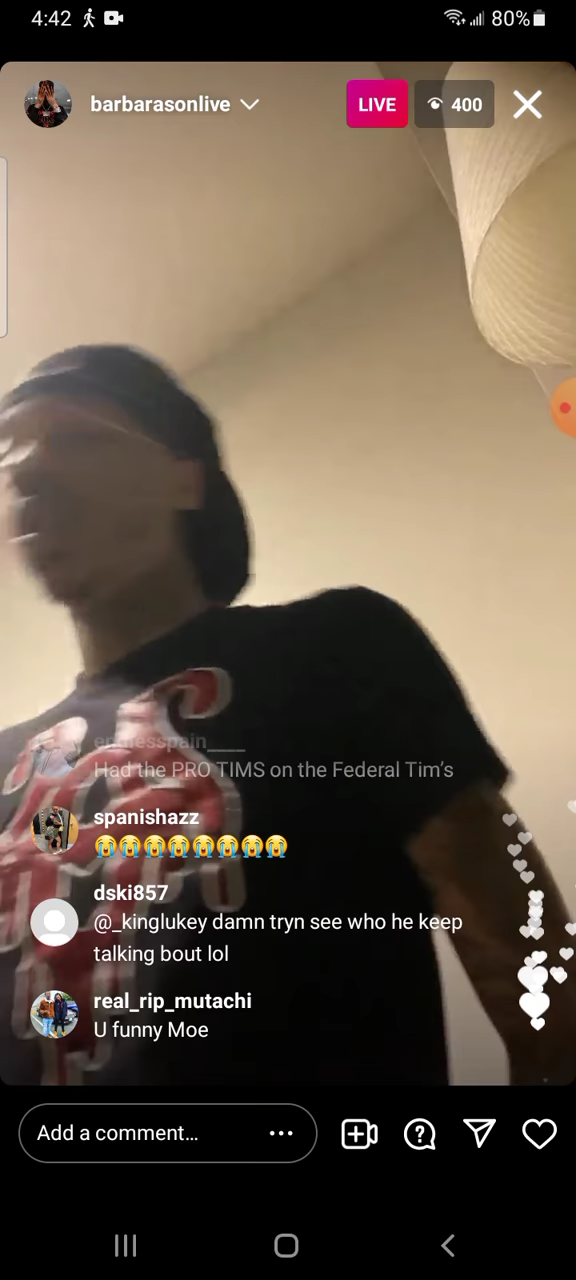 4:42
80%
barbarasonlive
LIVE
400
Had the PRO TIMS on the Federal Tim's
spanishazz
😭😭😭😭😭😭😭😭
dski857
@_kinglukey damn tryn see who he keep
talking bout lol
real_rip_mutachi
U funny Moe
Add a comment…